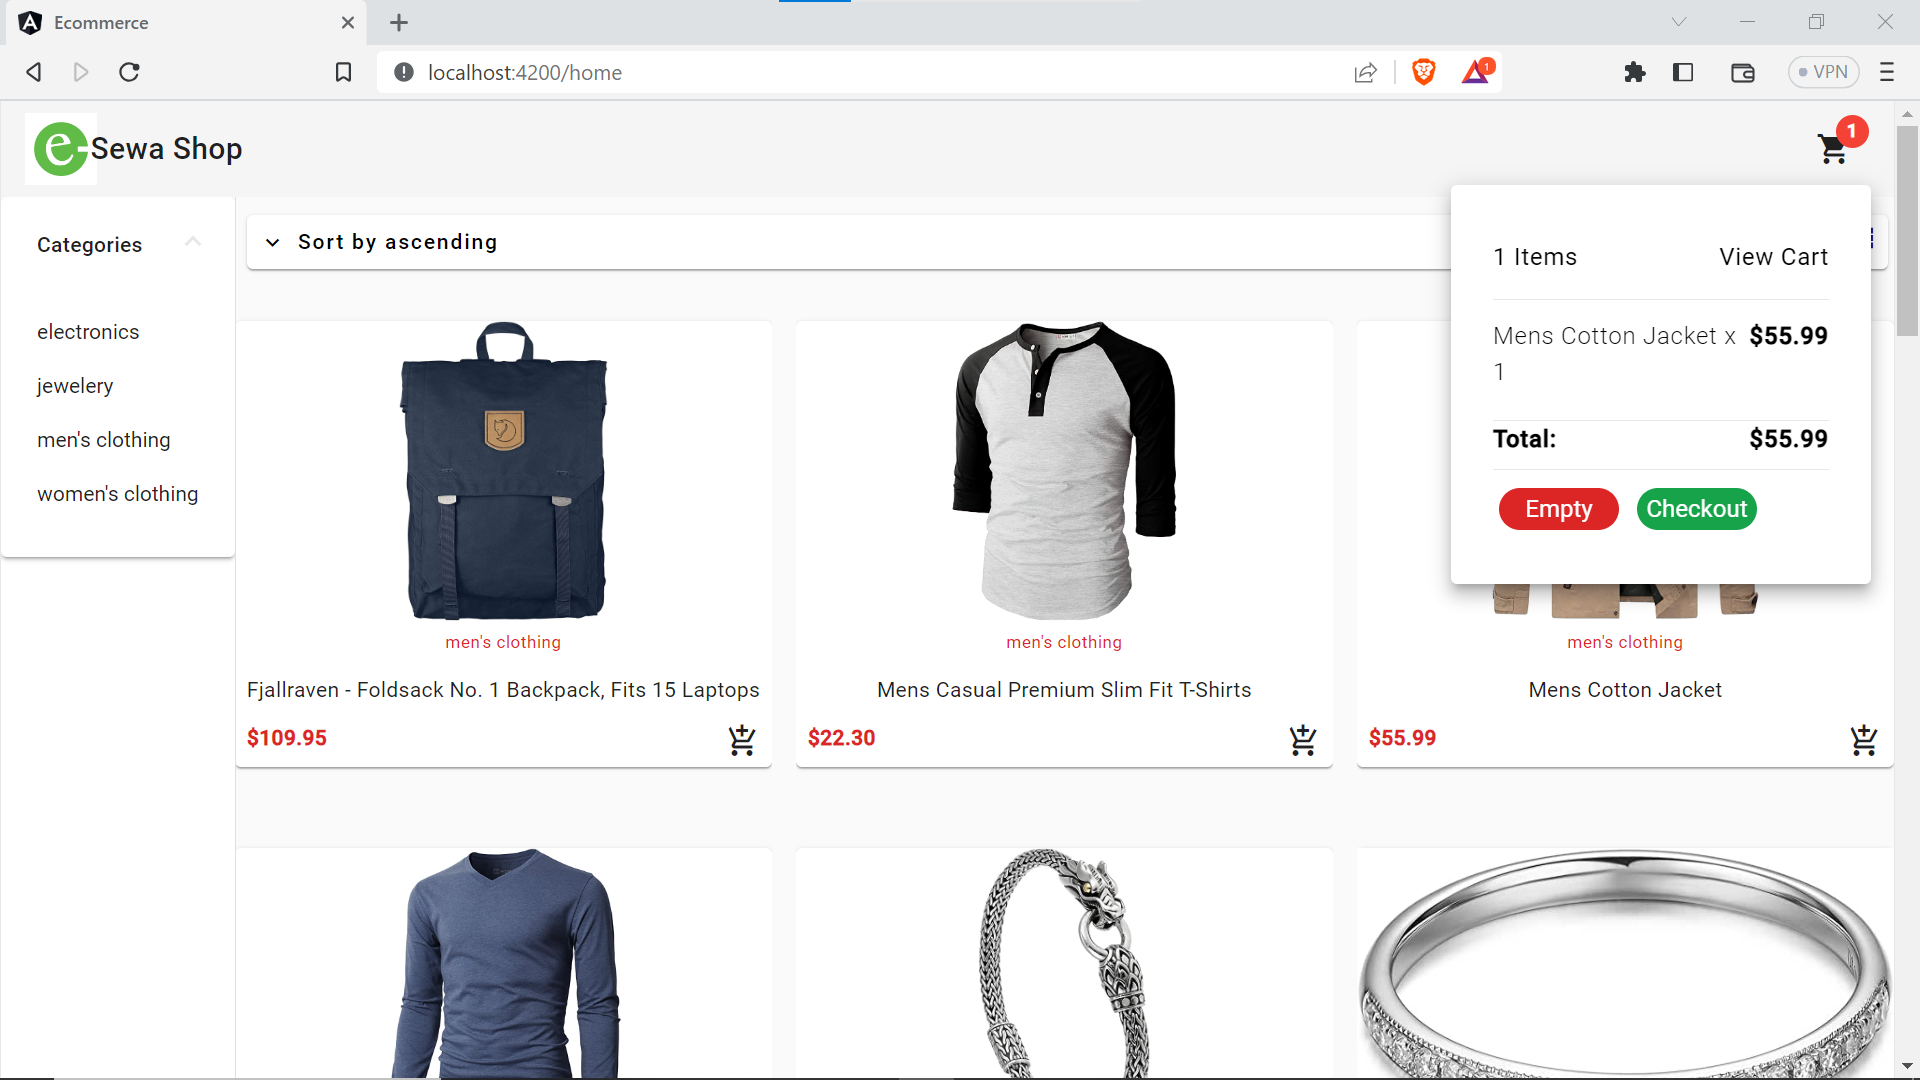 Ecommerce
localhost:4200/home
1
VPN
e-Sewa Shop
1
Categories
electronics
jewelery
men's clothing
women's clothing
Sort by ascending
1 Items View Cart
Mens Cotton Jacket x $55.99
1
Total: $55.99
Empty Checkout
men's clothing
Fjallraven - Foldsack No. 1 Backpack, Fits 15 Laptops
$109.95
men's clothing
Mens Casual Premium Slim Fit T-Shirts
$22.30
men's clothing
Mens Cotton Jacket
$55.99